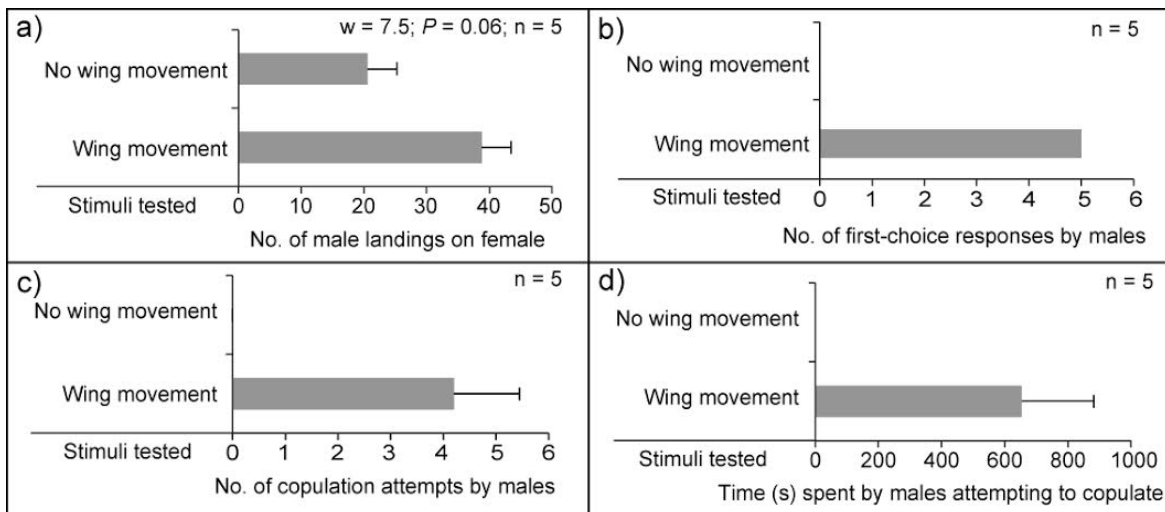 a)
w = 7.5; P = 0.06; n = 5
No wing movement
Wing movement
Stimuli tested
0 10 20 30 40 50
No. of male landings on female
b)
n = 5
No wing movement
Wing movement
Stimuli tested
0 1 2 3 4 5 6
No. of first-choice responses by males
c)
n = 5
No wing movement
Wing movement
Stimuli tested
0 1 2 3 4 5 6
No. of copulation attempts by males
d)
n = 5
No wing movement
Wing movement
Stimuli tested
0 200 400 600 800 1000
Time (s) spent by males attempting to copulate